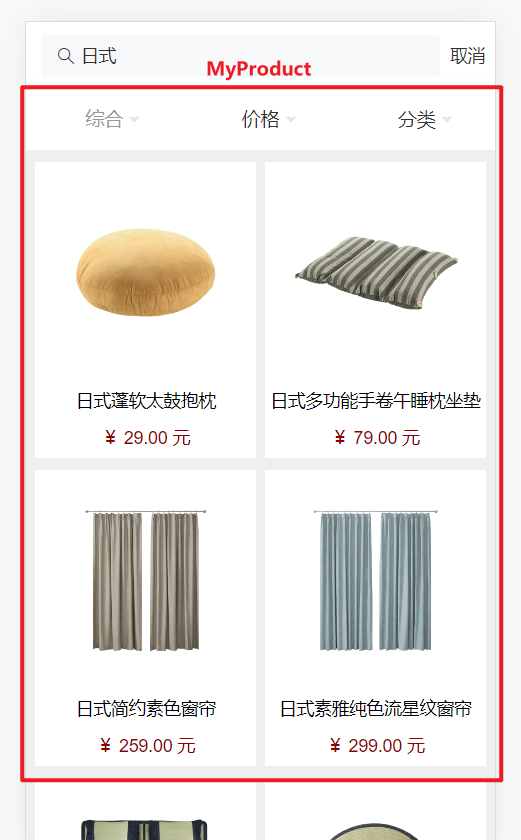 日式 取消
MyProduct
综合 价格 分类
日式蓬软太鼓抱枕 日式多功能手卷午睡枕坐垫
¥ 29.00 元 ¥ 79.00 元
日式简约素色窗帘 日式素雅纯色流星纹窗帘
¥ 259.00 元 ¥ 299.00 元